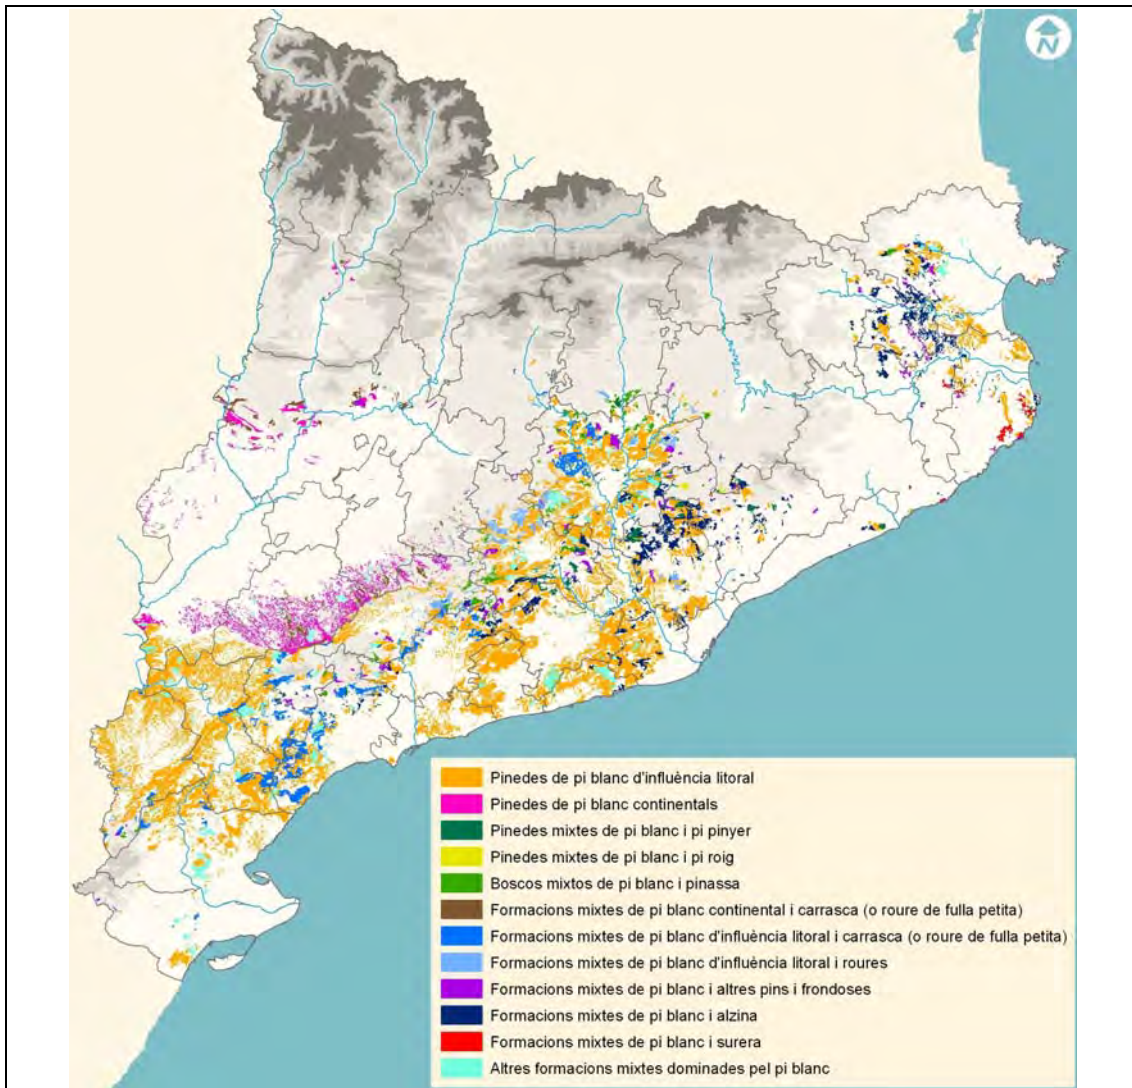 N
Pinedes de pi blanc d'influència litoral
Pinedes de pi blanc continentals
Pinedes mixtes de pi blanc i pi pinyer
Pinedes mixtes de pi blanc i pi roig
Boscos mixtos de pi blanc i pinassa
Formacions mixtes de pi blanc continental i carrasca (o roure de fulla petita)
Formacions mixtes de pi blanc d'influència litoral i carrasca (o roure de fulla petita)
Formacions mixtes de pi blanc d'influència litoral i roures
Formacions mixtes de pi blanc i altres pins i frondoses
Formacions mixtes de pi blanc i alzina
Formacions mixtes de pi blanc i surera
Altres formacions mixtes dominades pel pi blanc